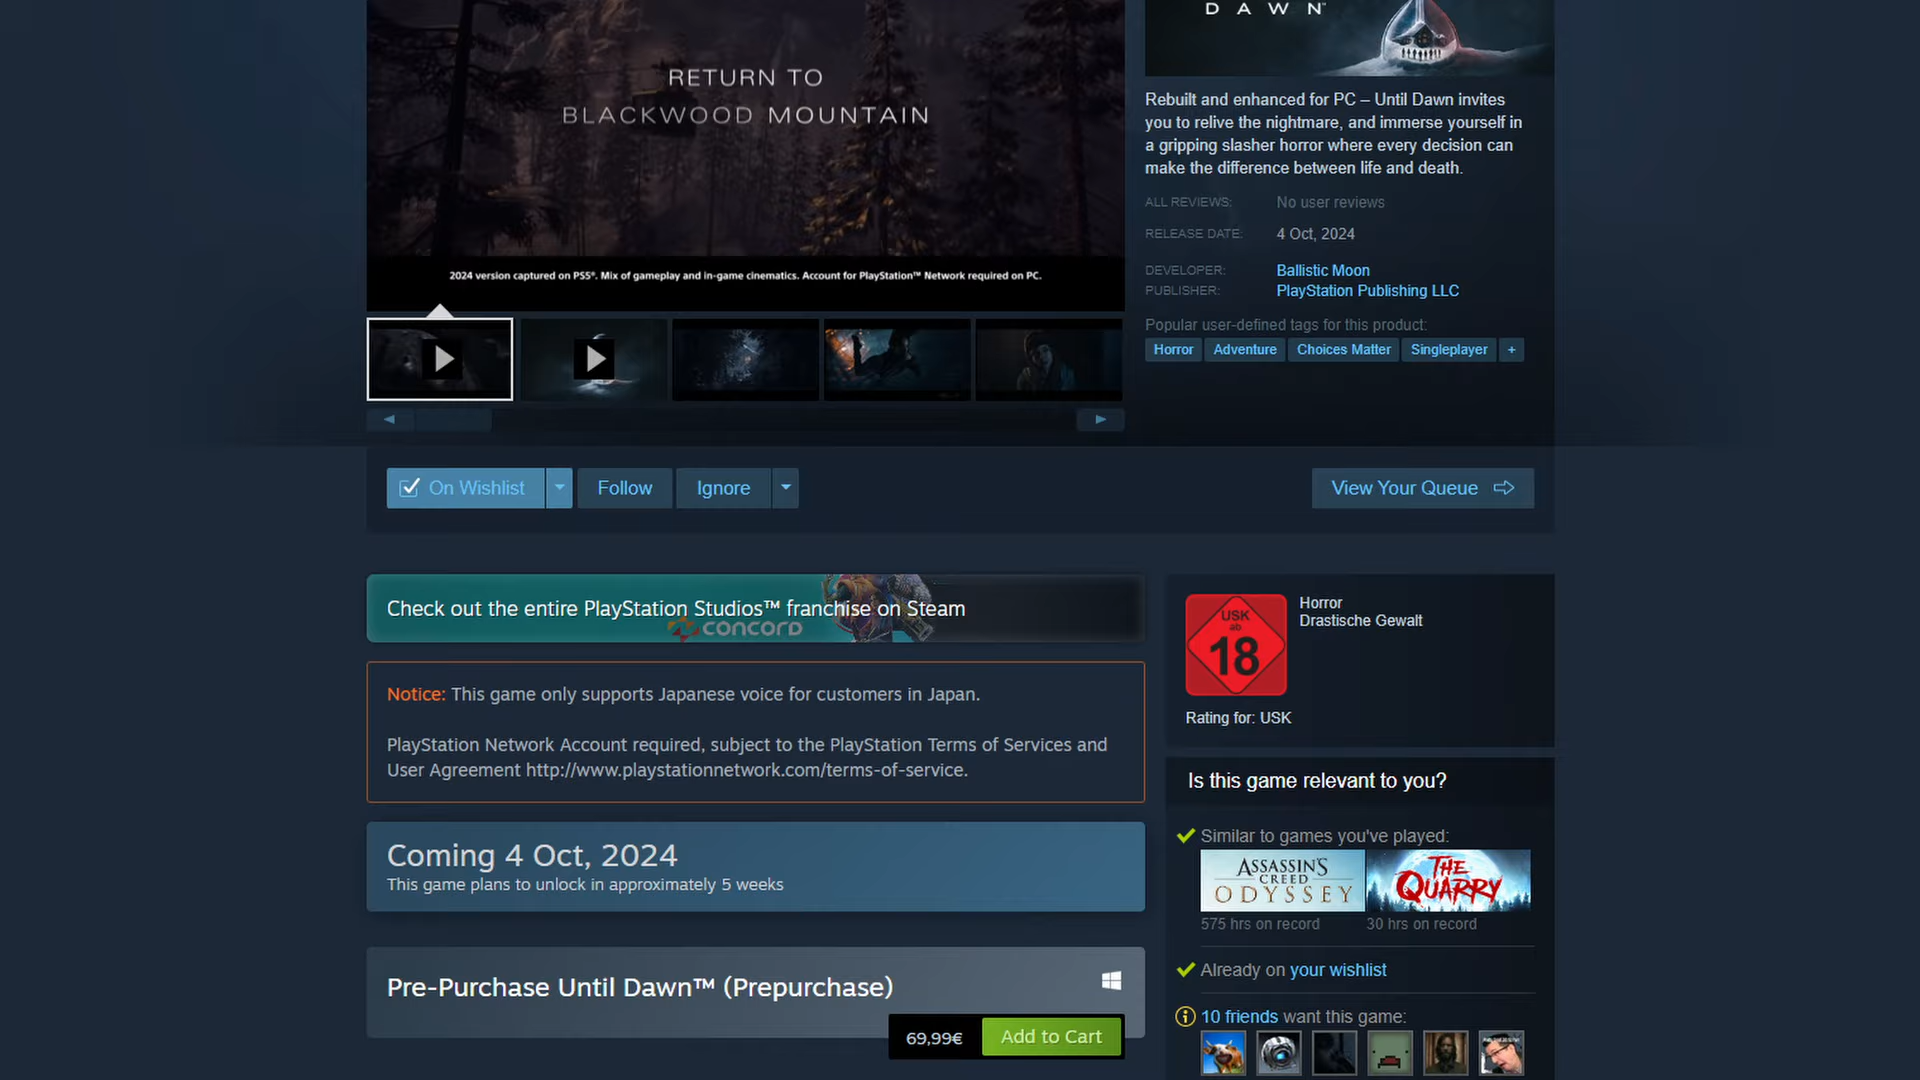 DAWN™
RETURN TO
BLACKWOOD MOUNTAIN
2024 version captured on PS5®. Mix of gameplay and in-game cinematics. Account for PlayStation™ Network required on PC.
Rebuilt and enhanced for PC – Until Dawn invites
you to relive the nightmare, and immerse yourself in
a gripping slasher horror where every decision can
make the difference between life and death.
ALL REVIEWS: No user reviews
RELEASE DATE: 4 Oct, 2024
DEVELOPER: Ballistic Moon
PUBLISHER: PlayStation Publishing LLC
Popular user-defined tags for this product:
Horror Adventure Choices Matter Singleplayer +
On Wishlist Follow Ignore View Your Queue
Check out the entire PlayStation Studios™ franchise on Steam
CONCORD
Notice: This game only supports Japanese voice for customers in Japan.
PlayStation Network Account required, subject to the PlayStation Terms of Services and
User Agreement http://www.playstationnetwork.com/terms-of-service.
Coming 4 Oct, 2024
This game plans to unlock in approximately 5 weeks
Pre-Purchase Until Dawn™ (Prepurchase)
69,99€ Add to Cart
USK
ab
18
Horror
Drastische Gewalt
Rating for: USK
Is this game relevant to you?
Similar to games you've played:
ASSASSIN'S
CREED
ODYSSEY
THE
QUARRY
575 hrs on record 30 hrs on record
Already on your wishlist
10 friends want this game: